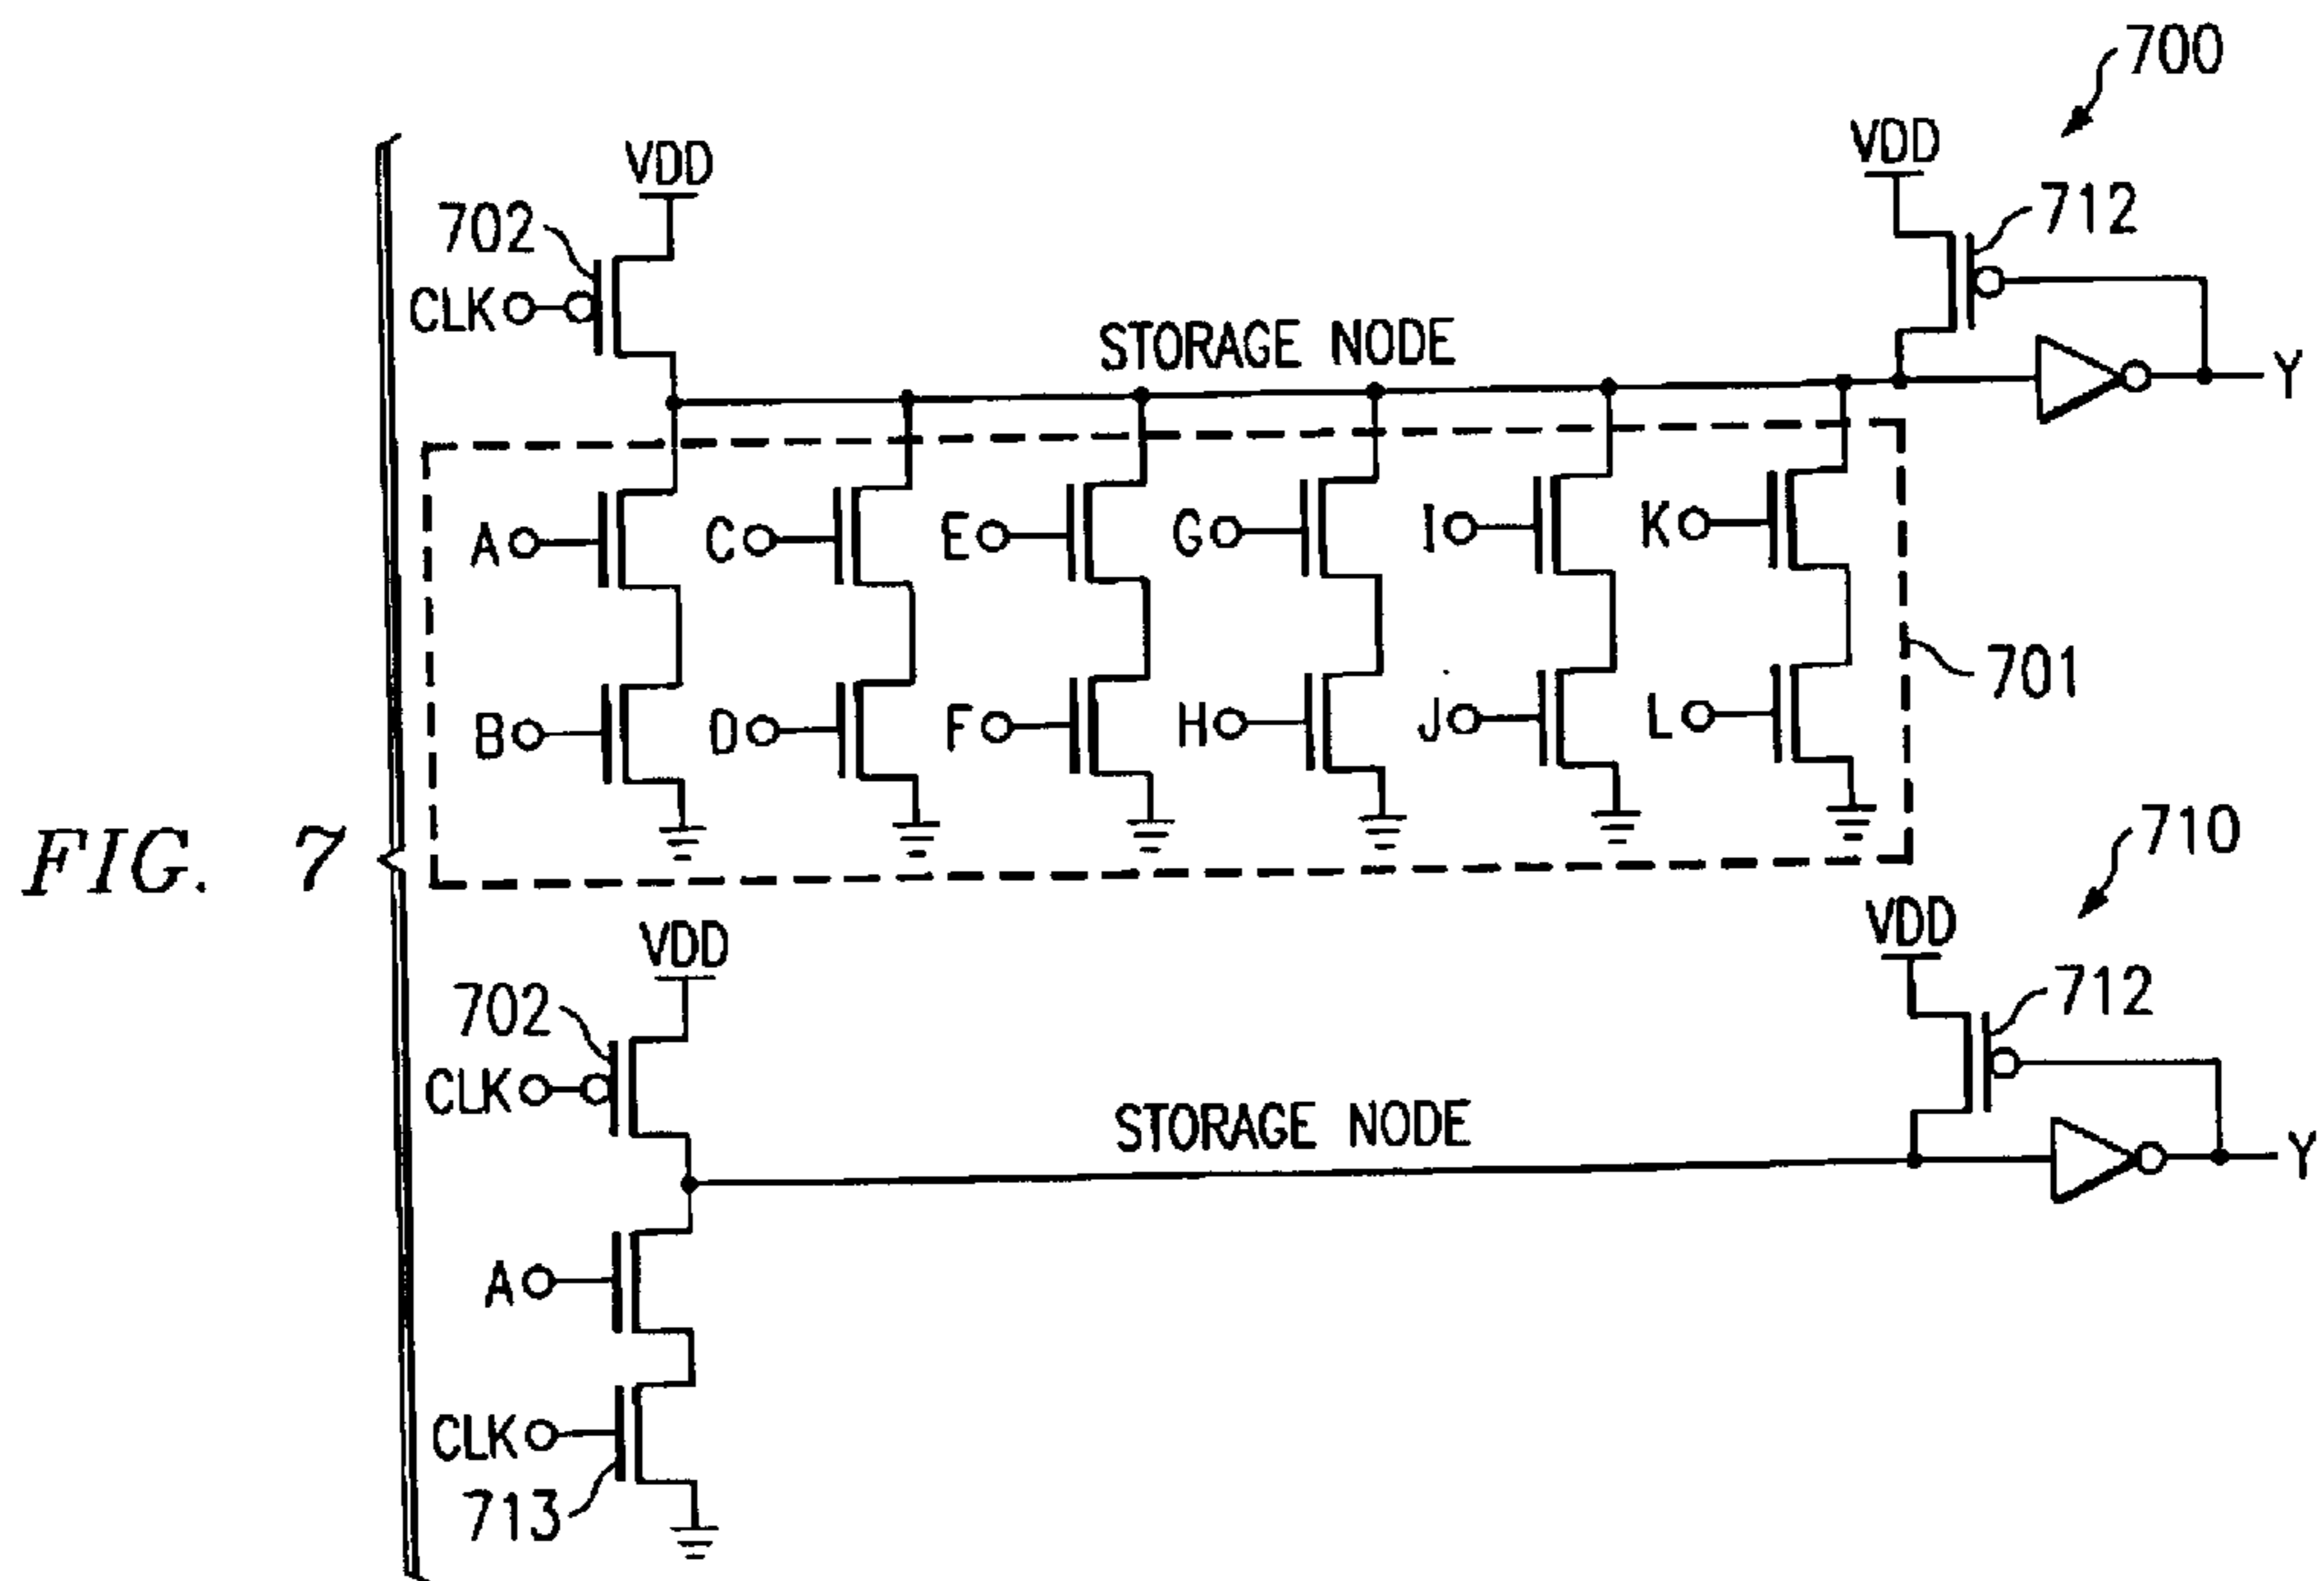 700
VDD
VDD
702
712
CLK
STORAGE NODE
Y
A
C
E
G
I
K
701
B
D
F
H
J
L
FIG. 7
710
VDD
VDD
702
712
CLK
STORAGE NODE
Y
A
CLK
713